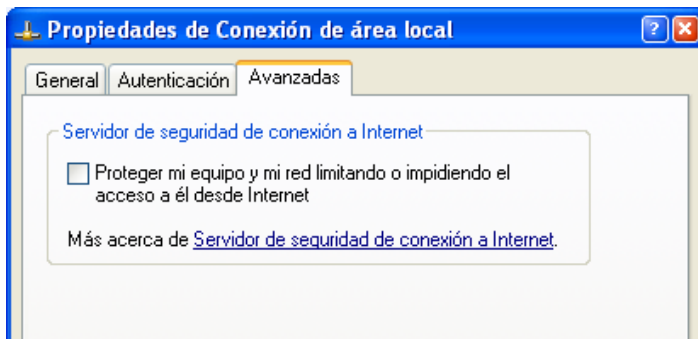 Propiedades de Conexión de área local
General Autenticación Avanzadas
Servidor de seguridad de conexión a Internet
Proteger mi equipo y mi red limitando o impidiendo el
acceso a él desde Internet
Más acerca de Servidor de seguridad de conexión a Internet.